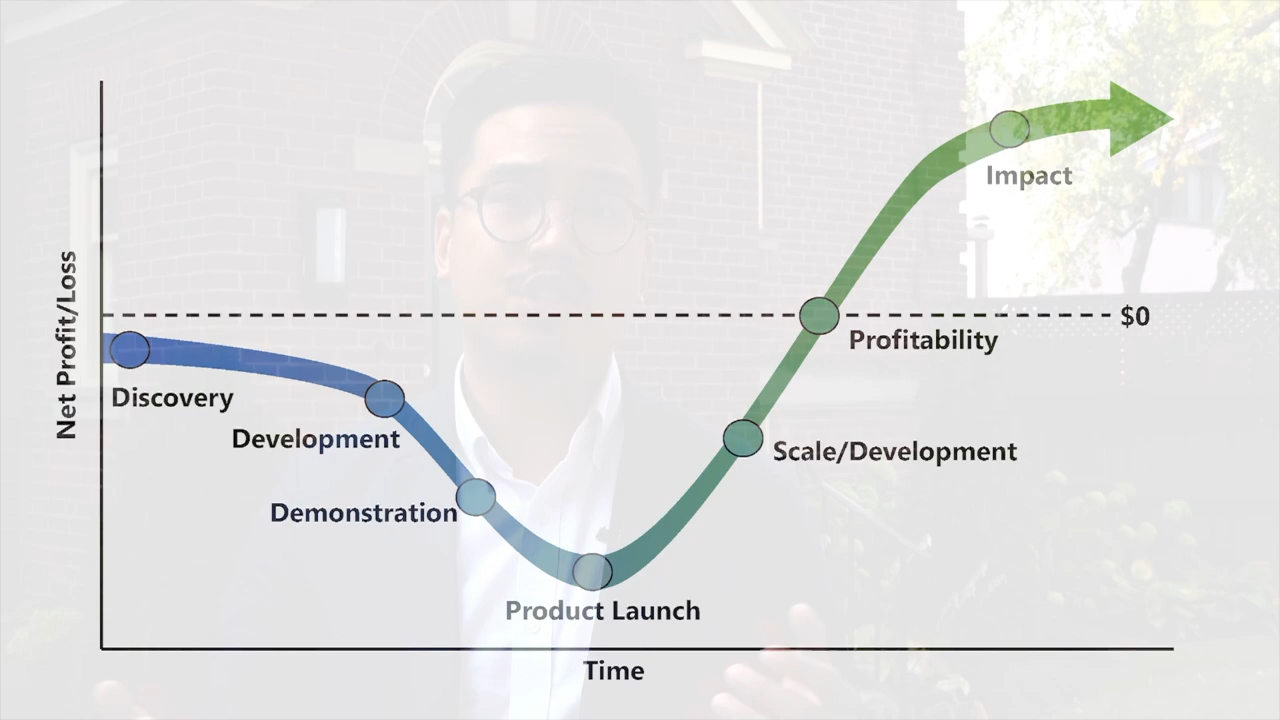 Net Profit/Loss
Impact
$0
Profitability
Discovery
Development
Scale/Development
Demonstration
Product Launch
Time